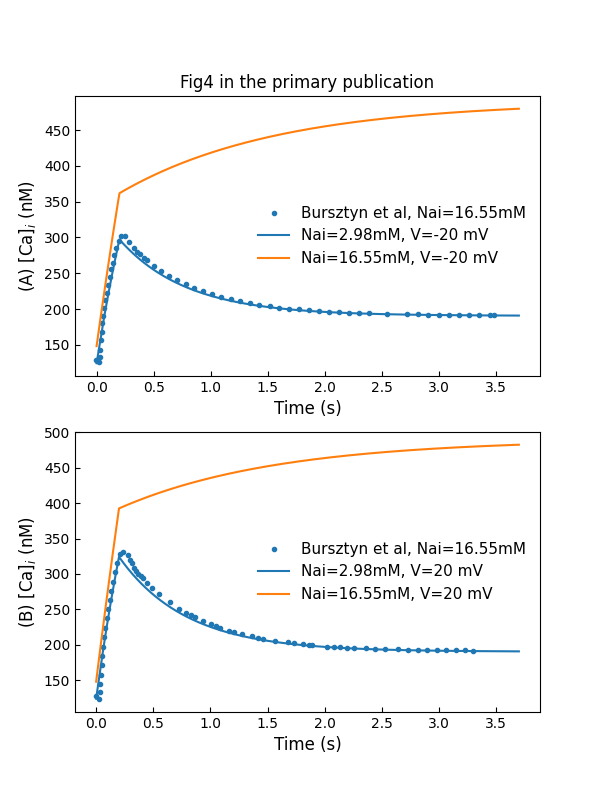 Fig4 in the primary publication
450
400
350
300
250
200
150
(A) [Ca]i (nM)
Bursztyn et al, Nai=16.55mM
Nai=2.98mM, V=-20 mV
Nai=16.55mM, V=-20 mV
0.0 0.5 1.0 1.5 2.0 2.5 3.0 3.5
Time (s)
500
450
400
350
300
250
200
150
(B) [Ca]i (nM)
Bursztyn et al, Nai=16.55mM
Nai=2.98mM, V=20 mV
Nai=16.55mM, V=20 mV
0.0 0.5 1.0 1.5 2.0 2.5 3.0 3.5
Time (s)